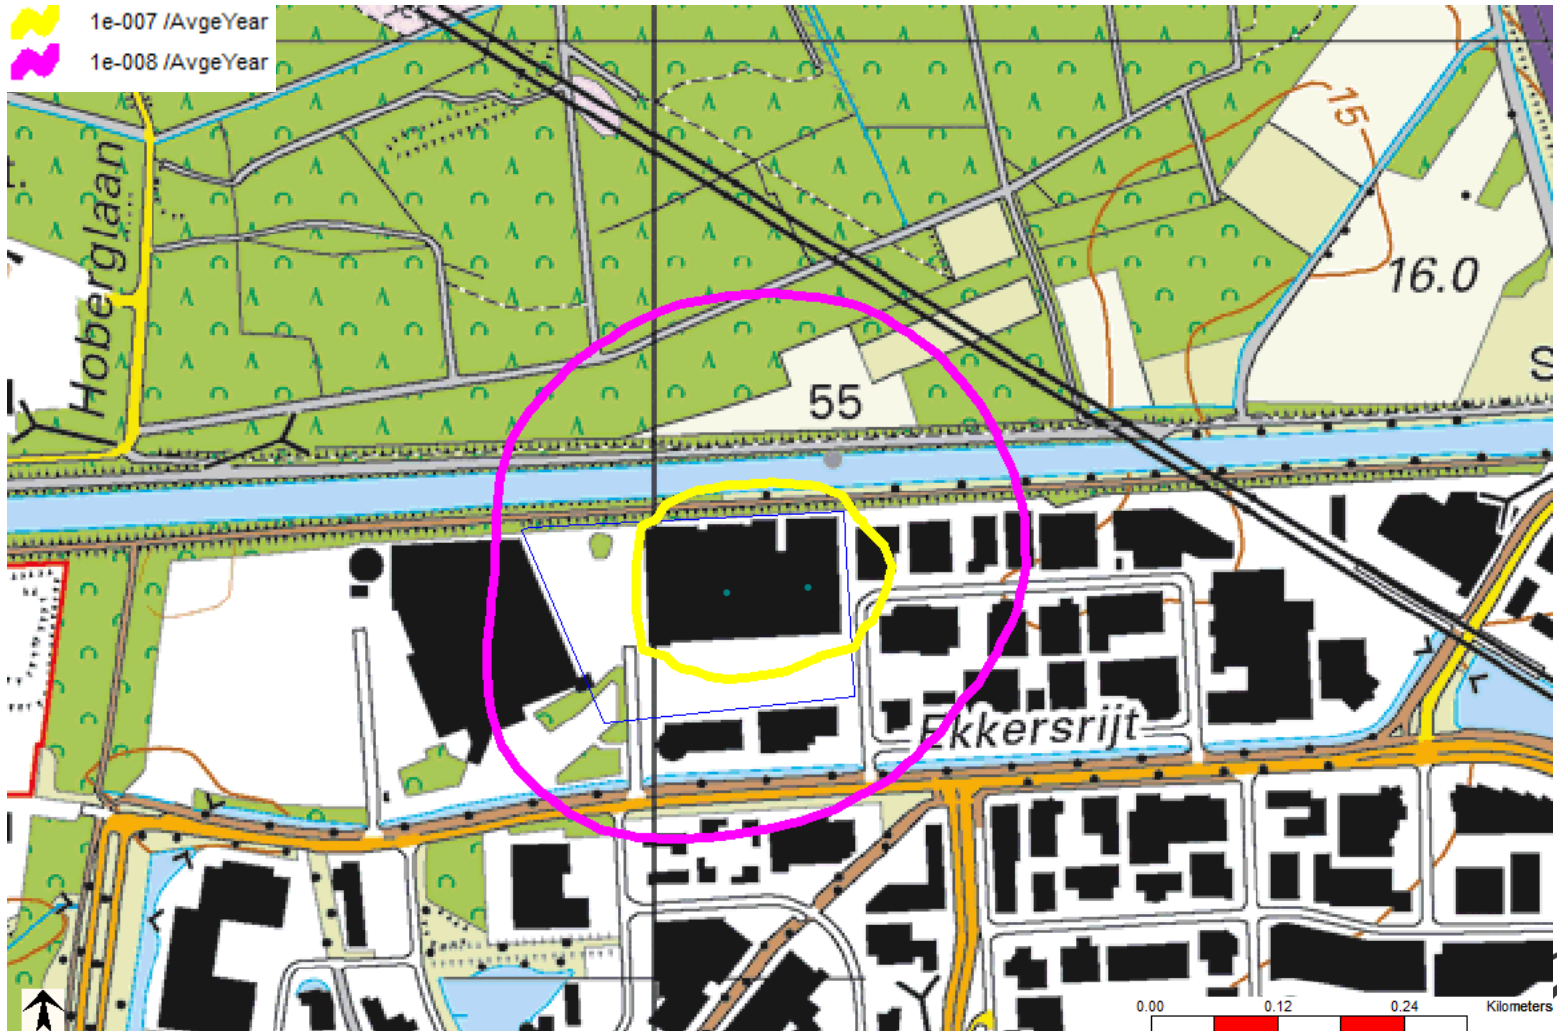 1e-007 /AvgeYear
1e-008 /AvgeYear
Hoberglaan
15
16.0
S
55
Ekkersrijt
0.00 0.12 0.24 Kilometers